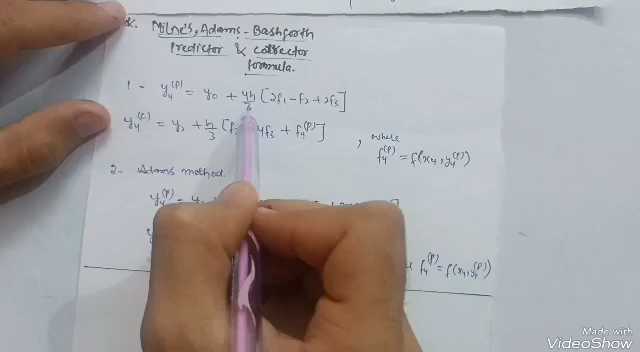 K. Milne's, Adams - Bashforth
Predictor & corrector
formula.
1 - y₄⁽ᵖ⁾ = y₀ + 4h/3 [2f₁ - f₂ + 2f₃]
y₄⁽ᶜ⁾ = y₂ + h/3 [f₂ 4f₃ + f₄⁽ᵖ⁾] , where
f₄⁽ᵖ⁾ = f(x₄, y₄⁽ᵖ⁾)
2. Adams method.
y₄⁽ᵖ⁾ =
f₄⁽ᵖ⁾ = f(x₄, y₄⁽ᵖ⁾)
Made with
VideoShow